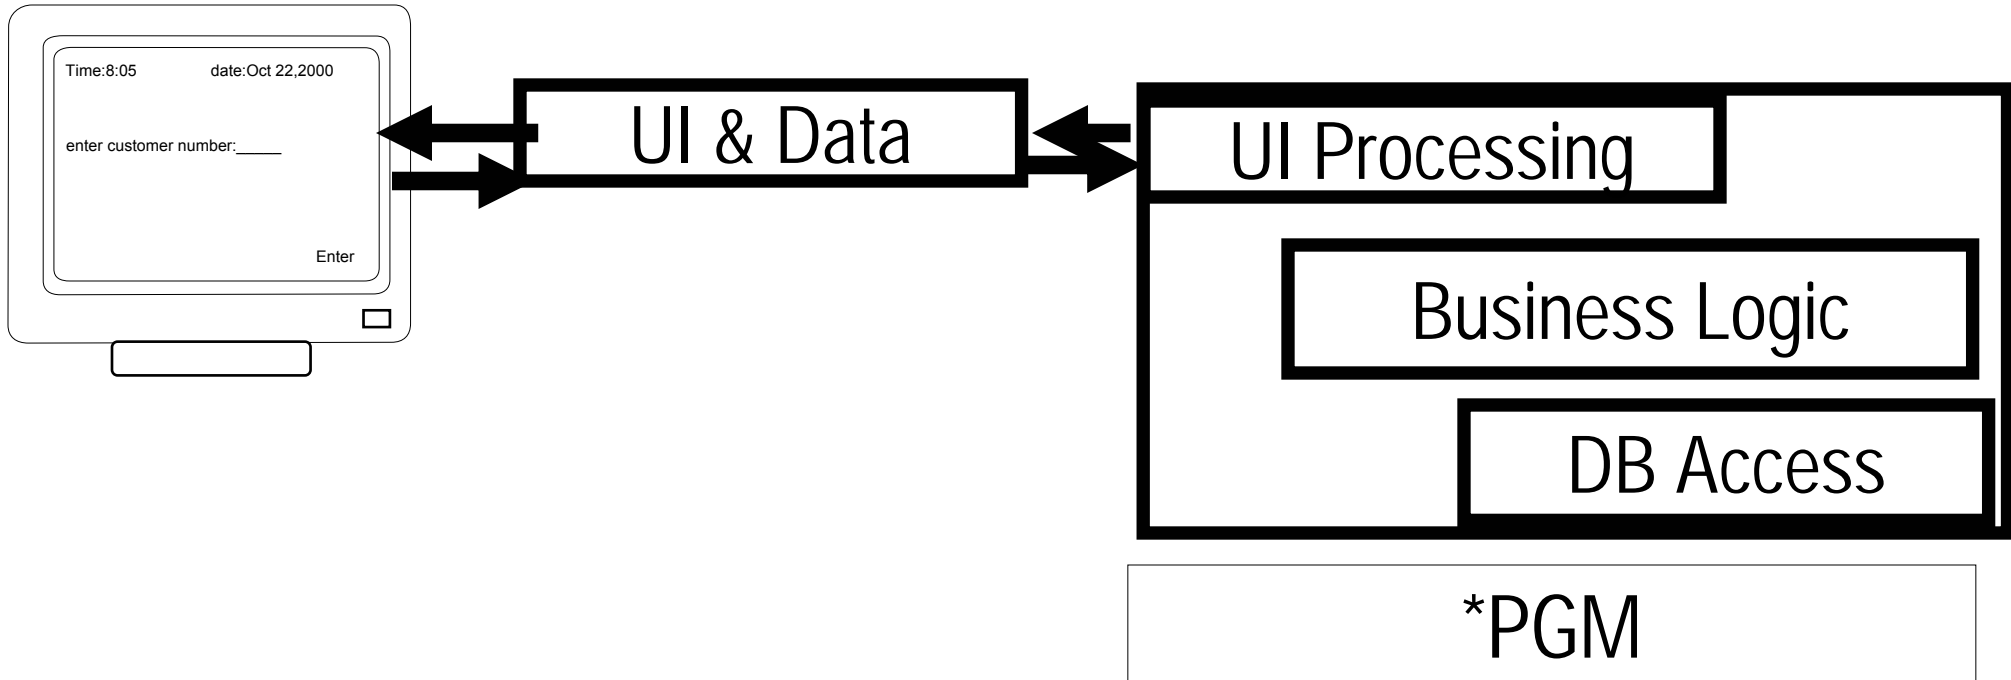 Time:8:05 date:Oct 22,2000
enter customer number:_____
Enter
UI & Data
UI Processing
Business Logic
DB Access
*PGM